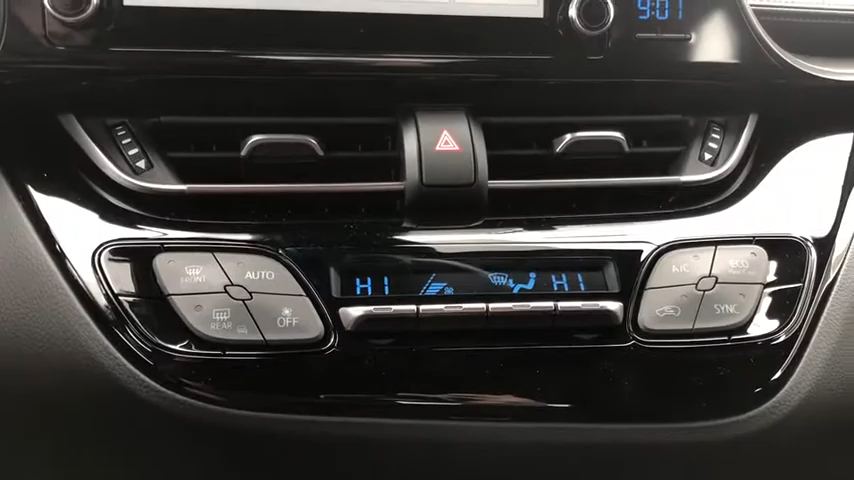 9:01
FRONT
AUTO
A/C
ECO
HI HI
REAR
OFF
SYNC